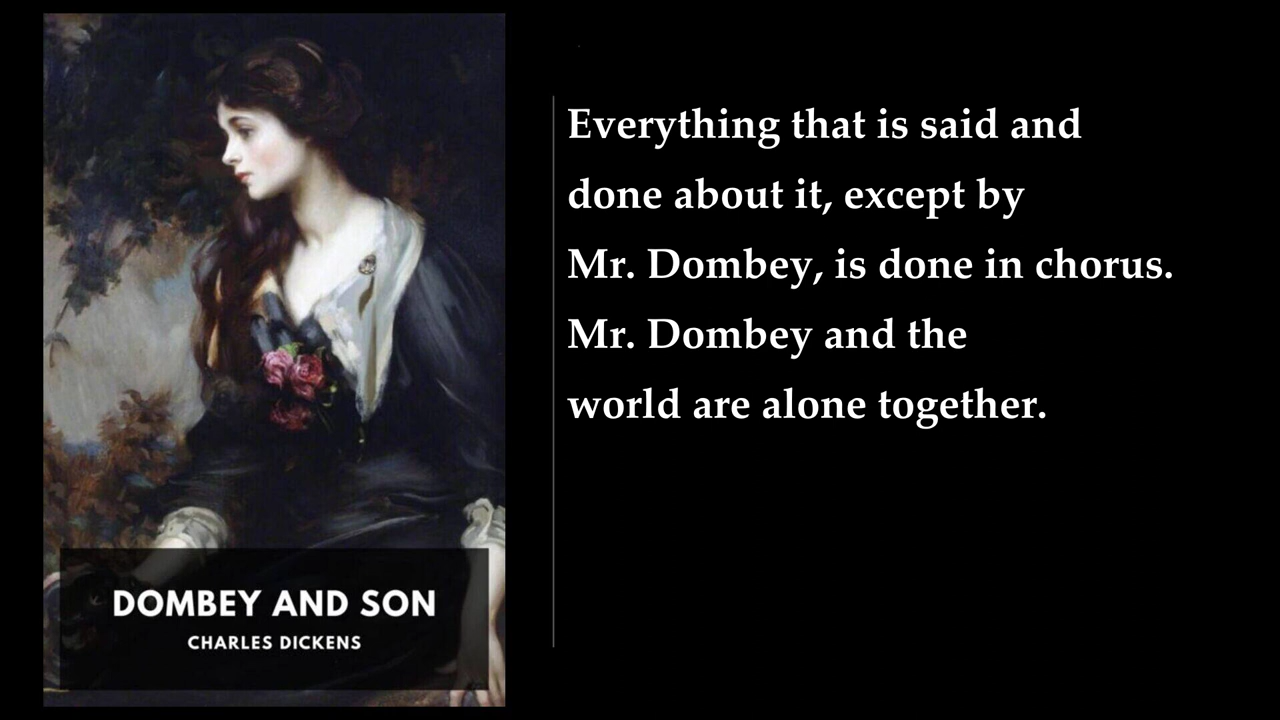 Everything that is said and
done about it, except by
Mr. Dombey, is done in chorus.
Mr. Dombey and the
world are alone together.
DOMBEY AND SON
CHARLES DICKENS